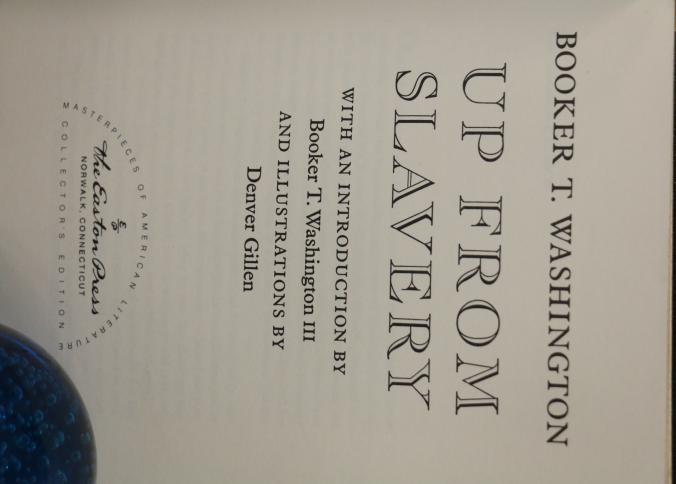 BOOKER T. WASHINGTON
UP FROM
SLAVERY
WITH AN INTRODUCTION BY
Booker T. Washington III
AND ILLUSTRATIONS BY
Denver Gillen
MASTERPIECES OF AMERICAN LITERATURE
The Easton Press
NORWALK, CONNECTICUT
COLLECTOR'S EDITION